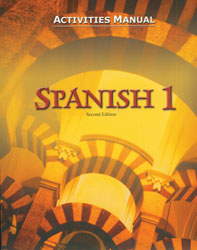 ACTIVITIES MANUAL
SPANISH 1
Second Edition